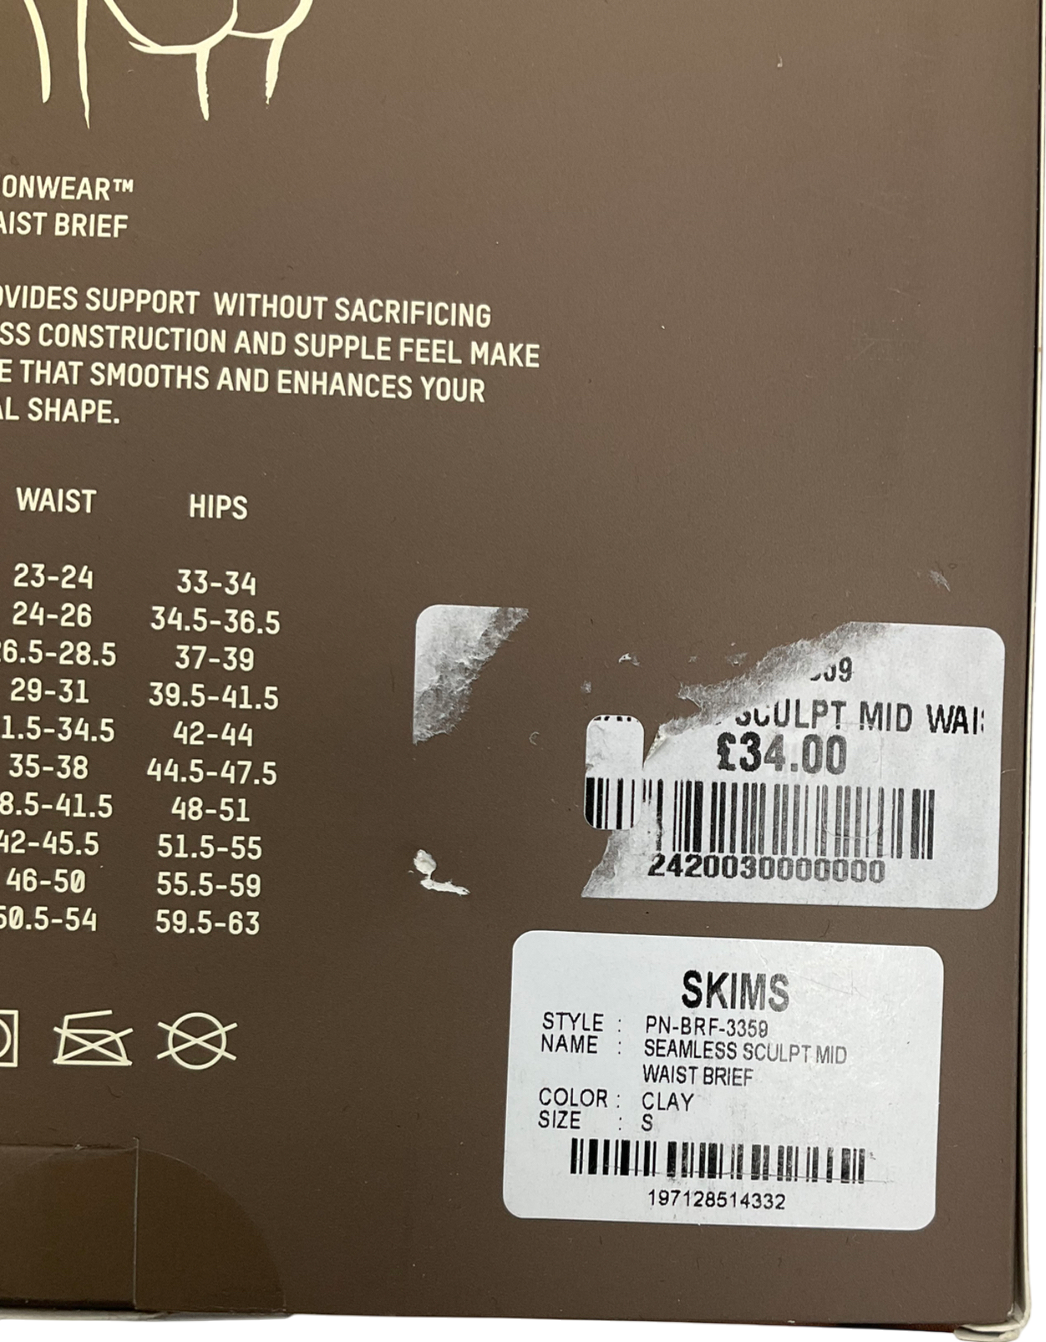 ONWEAR™
AIST BRIEF
OVIDES SUPPORT WITHOUT SACRIFICING
SS CONSTRUCTION AND SUPPLE FEEL MAKE
E THAT SMOOTHS AND ENHANCES YOUR
AL SHAPE.
WAIST HIPS
23-24 33-34
24-26 34.5-36.5
26.5-28.5 37-39
29-31 39.5-41.5
1.5-34.5 42-44
35-38 44.5-47.5
8.5-41.5 48-51
42-45.5 51.5-55
46-50 55.5-59
50.5-54 59.5-63
59
SCULPT MID WAI
£34.00
2420030000000
SKIMS
STYLE : PN-BRF-3359
NAME : SEAMLESS SCULPT MID
WAIST BRIEF
COLOR : CLAY
SIZE : S
197128514332